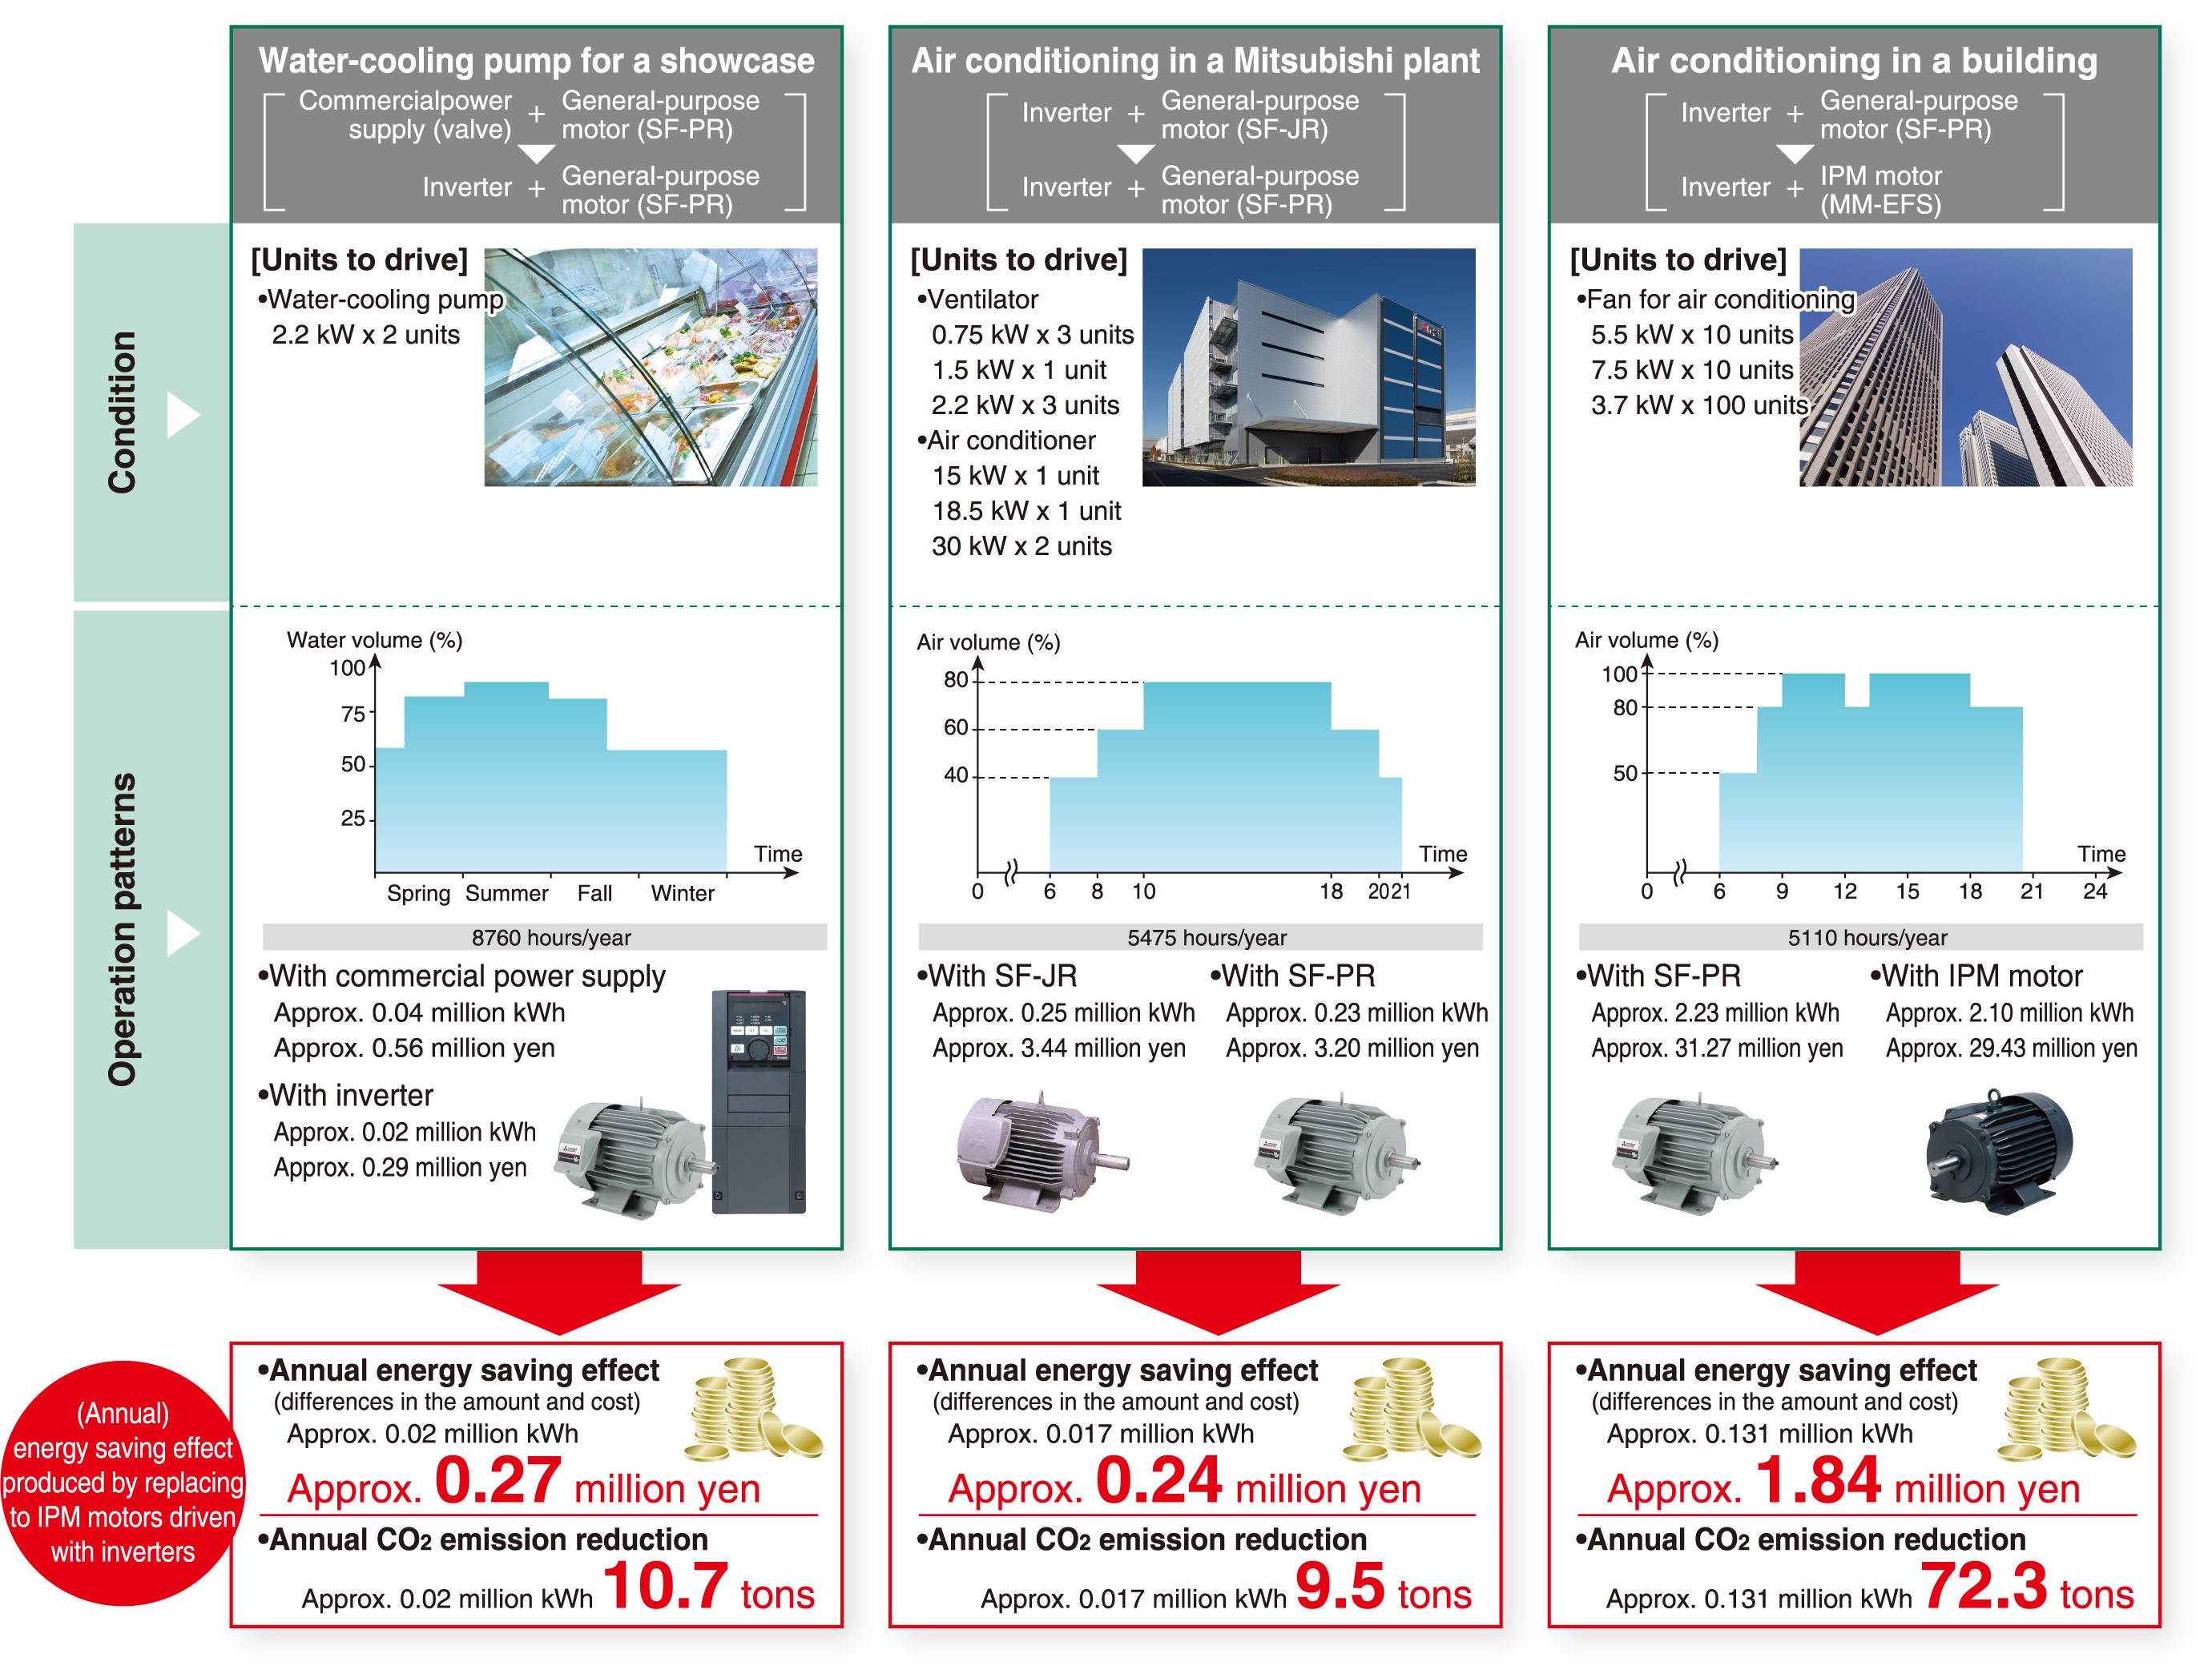 Water-cooling pump for a showcase
Commercialpower supply (valve) + General-purpose motor (SF-PR)
Inverter + General-purpose motor (SF-PR)
Air conditioning in a Mitsubishi plant
Inverter + General-purpose motor (SF-JR)
Inverter + General-purpose motor (SF-PR)
Air conditioning in a building
Inverter + General-purpose motor (SF-PR)
Inverter + IPM motor (MM-EFS)
Condition
[Units to drive]
•Water-cooling pump
2.2 kW x 2 units
[Units to drive]
•Ventilator
0.75 kW x 3 units
1.5 kW x 1 unit
2.2 kW x 3 units
•Air conditioner
15 kW x 1 unit
18.5 kW x 1 unit
30 kW x 2 units
[Units to drive]
•Fan for air conditioning
5.5 kW x 10 units
7.5 kW x 10 units
3.7 kW x 100 units
Operation patterns
Water volume (%)
100
75
50
25
Time
Spring Summer Fall Winter
8760 hours/year
•With commercial power supply
Approx. 0.04 million kWh
Approx. 0.56 million yen
•With inverter
Approx. 0.02 million kWh
Approx. 0.29 million yen
Air volume (%)
80
60
40
Time
0 6 8 10 18 20 21
5475 hours/year
•With SF-JR
Approx. 0.25 million kWh
Approx. 3.44 million yen
•With SF-PR
Approx. 0.23 million kWh
Approx. 3.20 million yen
Air volume (%)
100
80
50
Time
0 6 9 12 15 18 21 24
5110 hours/year
•With SF-PR
Approx. 2.23 million kWh
Approx. 31.27 million yen
•With IPM motor
Approx. 2.10 million kWh
Approx. 29.43 million yen
(Annual)
energy saving effect
produced by replacing
to IPM motors driven
with inverters
•Annual energy saving effect
(differences in the amount and cost)
Approx. 0.02 million kWh
Approx. 0.27 million yen
•Annual CO2 emission reduction
Approx. 0.02 million kWh 10.7 tons
•Annual energy saving effect
(differences in the amount and cost)
Approx. 0.017 million kWh
Approx. 0.24 million yen
•Annual CO2 emission reduction
Approx. 0.017 million kWh 9.5 tons
•Annual energy saving effect
(differences in the amount and cost)
Approx. 0.131 million kWh
Approx. 1.84 million yen
•Annual CO2 emission reduction
Approx. 0.131 million kWh 72.3 tons